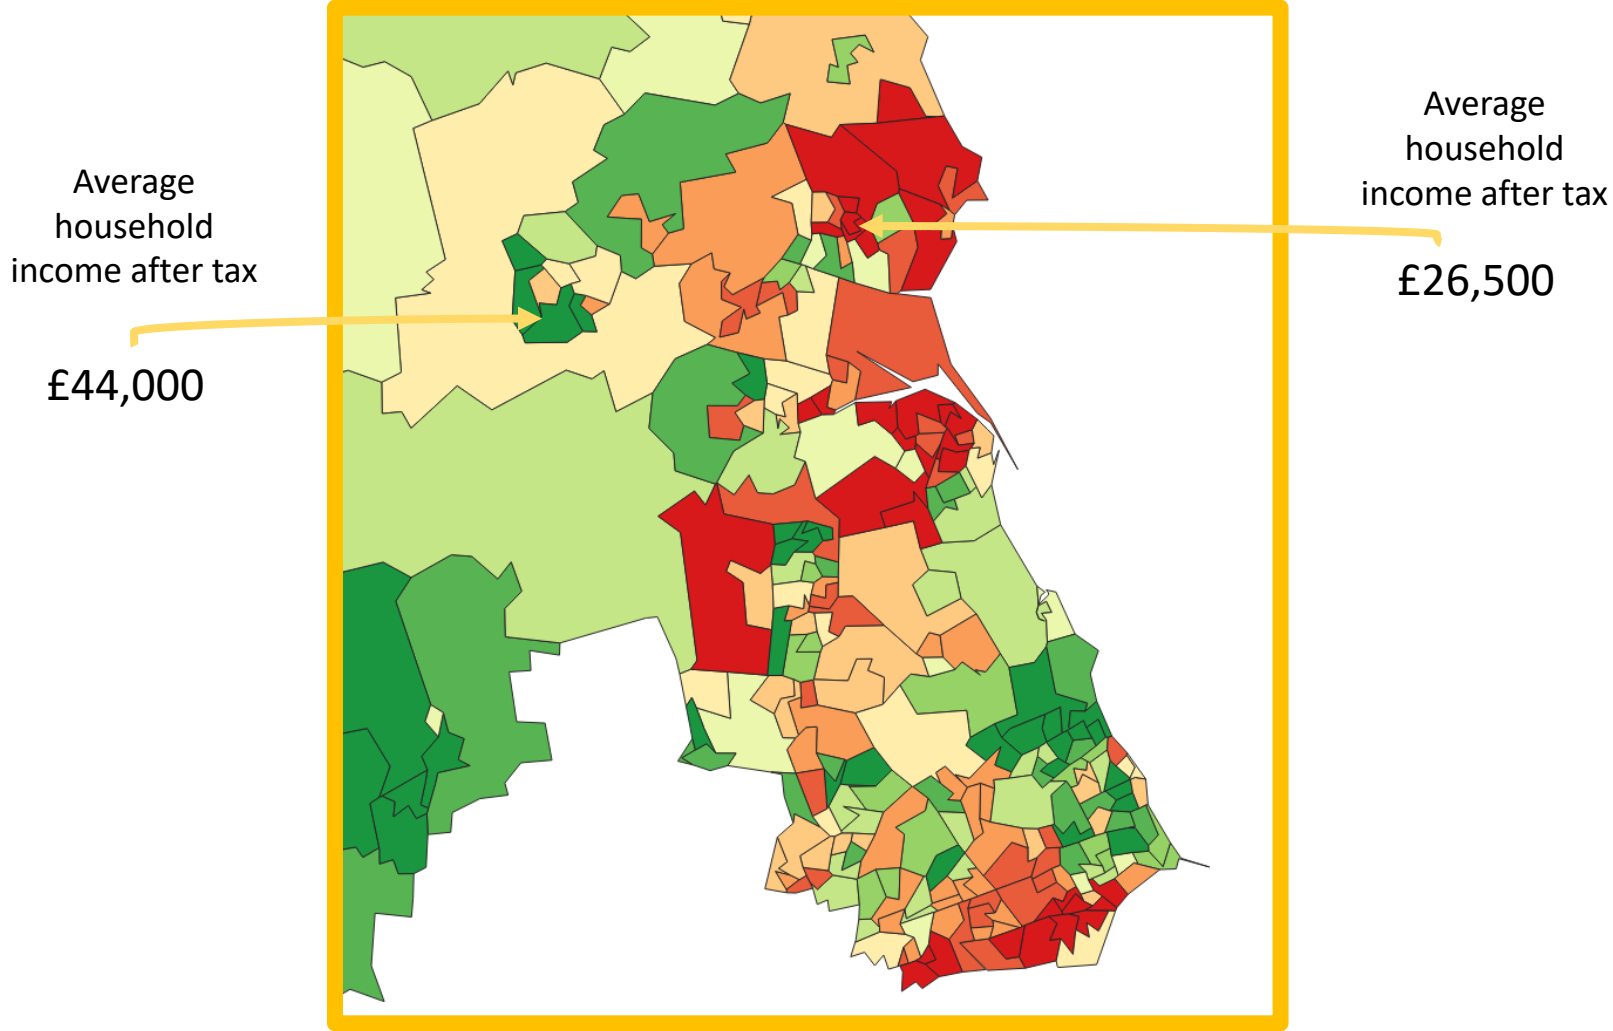 Average
household
income after tax
£44,000
Average
household
income after tax
£26,500